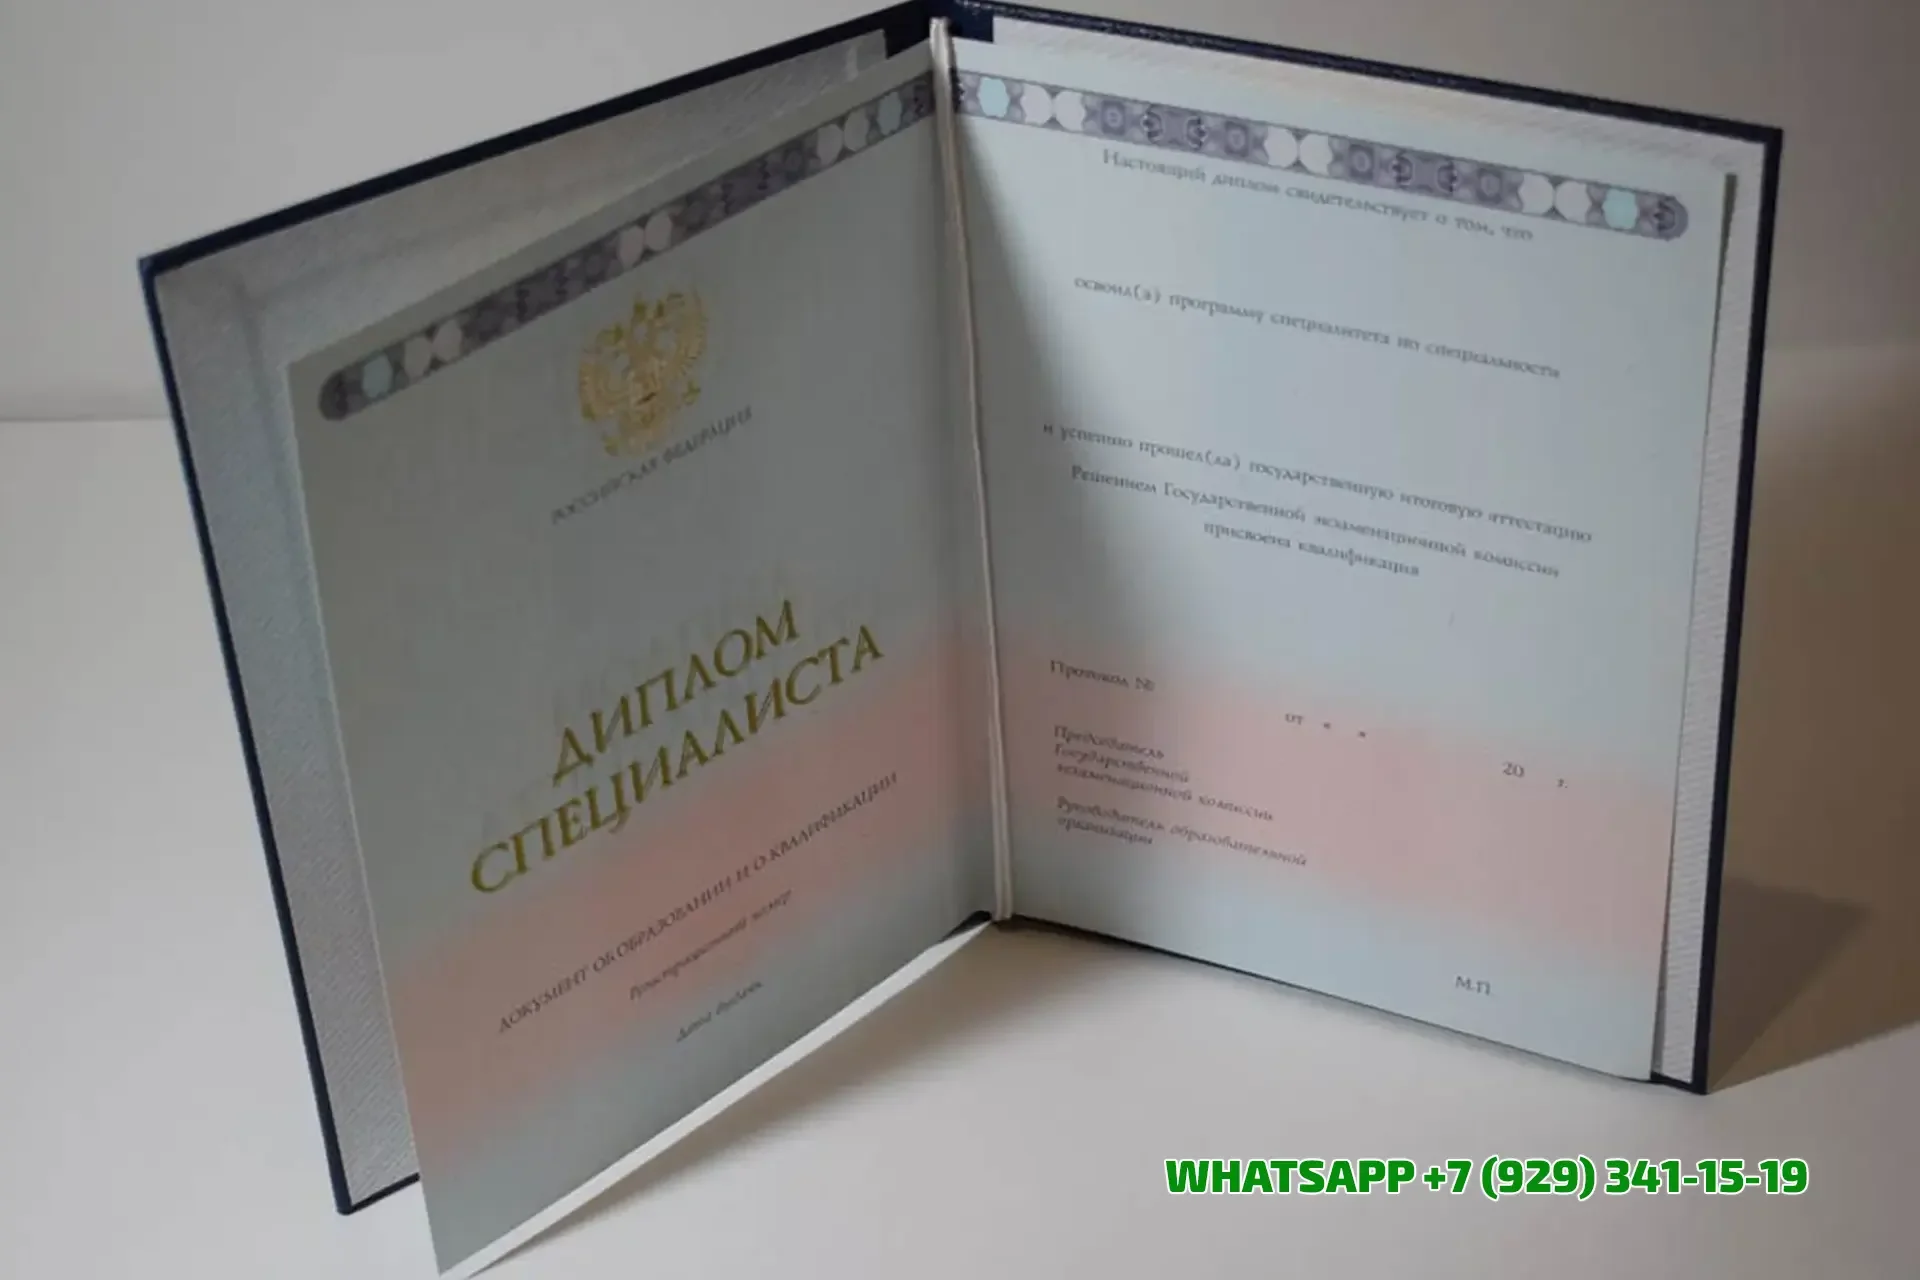 РОССИЙСКАЯ ФЕДЕРАЦИЯ
ДИПЛОМ
СПЕЦИАЛИСТА
ДОКУМЕНТ ОБ ОБРАЗОВАНИИ И О КВАЛИФИКАЦИИ
Регистрационный номер
Дата выдачи
Настоящий диплом свидетельствует о том, что
освоил(а) программу специалитета по специальности
и успешно прошел(ла) государственную итоговую аттестацию
Решением Государственной экзаменационной комиссии
присвоена квалификация
Протокол №
от « »
20 г.
Председатель
Государственной
экзаменационной комиссии
Руководитель образовательной
организации
М.П.
WHATSAPP +7 (929) 341-15-19